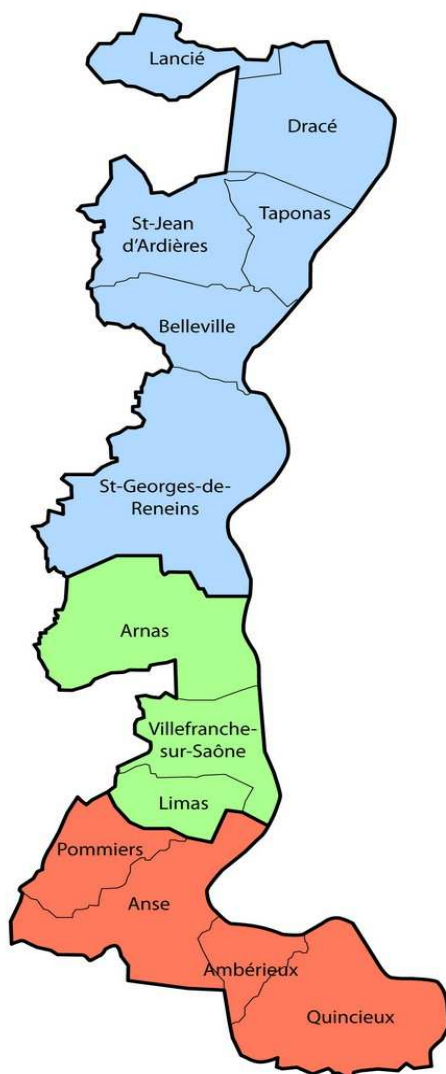 Lancié
Dracé
Taponas
St-Jean
d'Ardières
Belleville
St-Georges-de-
Reneins
Arnas
Villefranche-
sur-Saône
Limas
Pommiers
Anse
Ambérieux
Quincieux